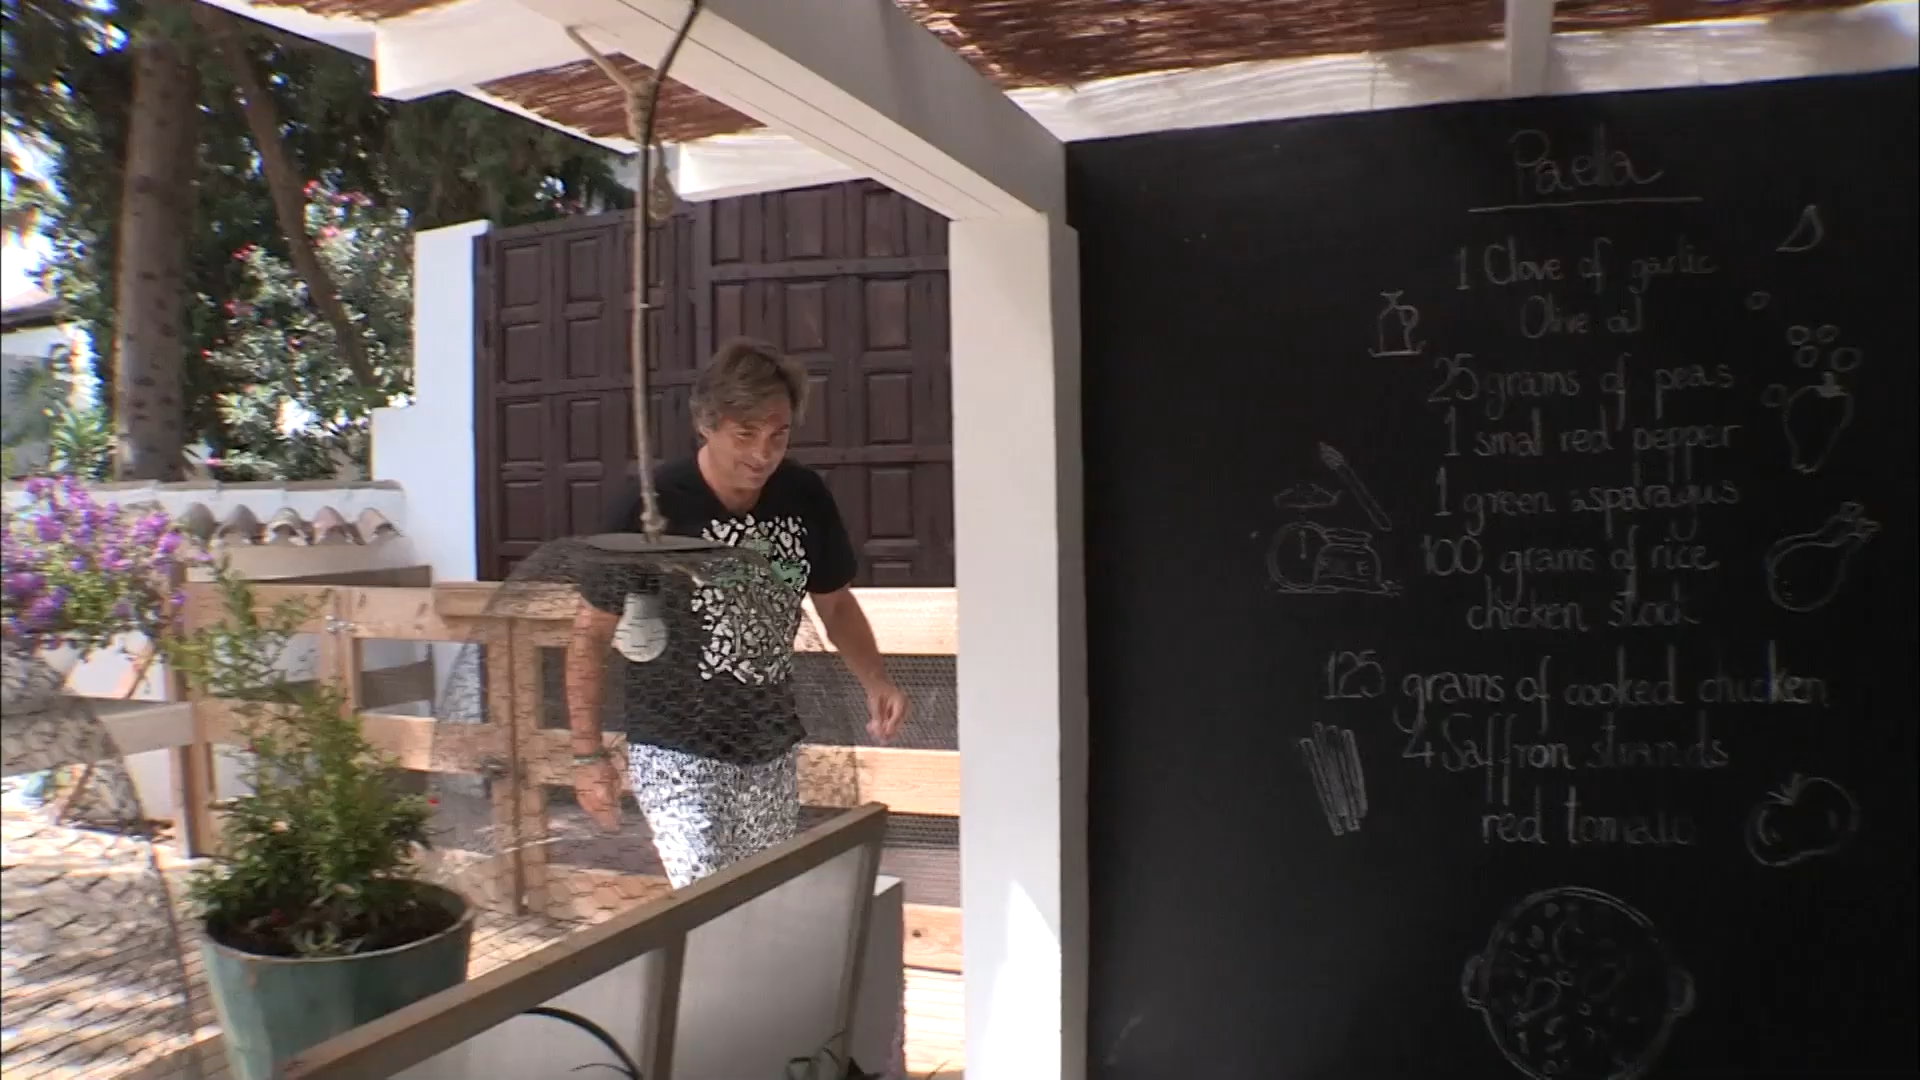 Paella
1 Clove of garlic
Olive oil
25 grams of peas
1 smal red pepper
1 green asparagus
100 grams of rice
chicken stock
125 grams of cooked chicken
4 Saffron strands
red tomato